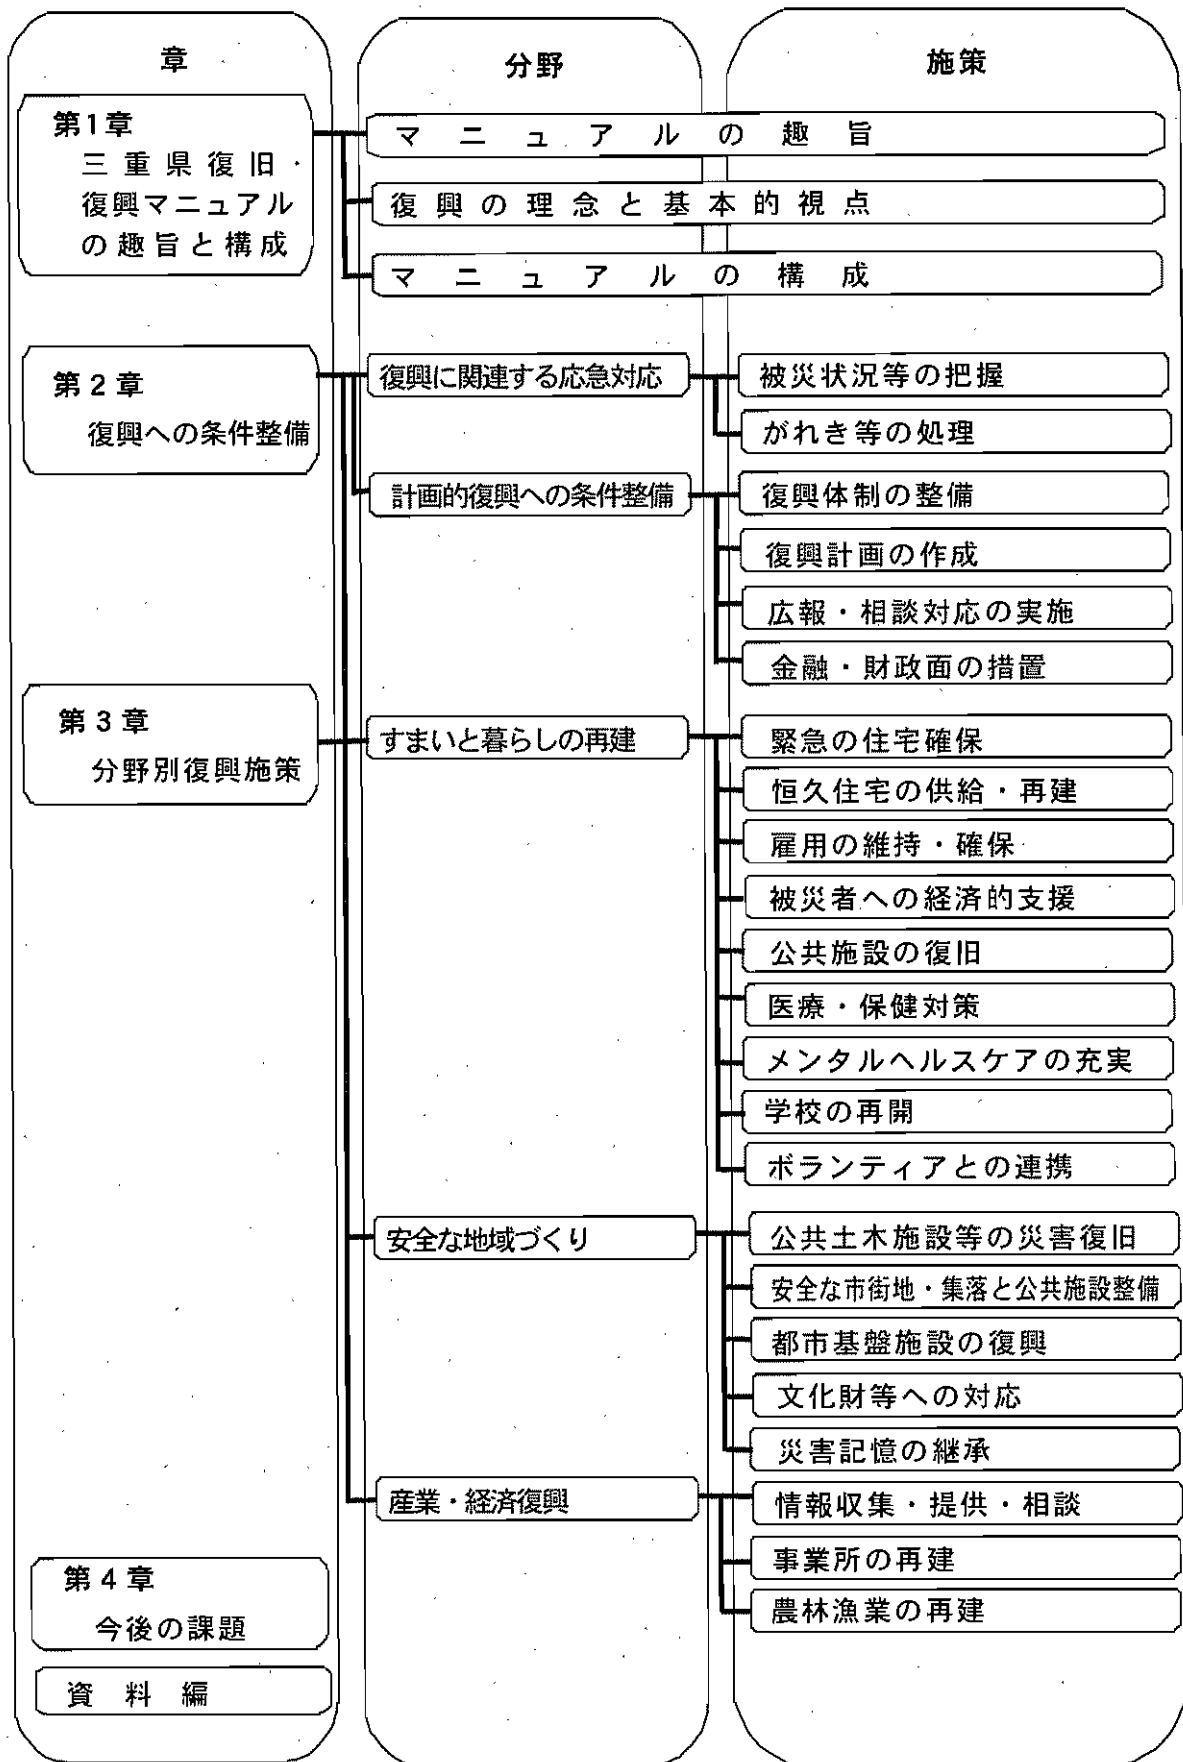 章
分野
施策
第1章
三重県復旧・
復興マニュアル
の趣旨と構成
マニュアルの趣旨
復興の理念と基本的視点
マニュアルの構成
第2章
復興への条件整備
復興に関連する応急対応
被災状況等の把握
がれき等の処理
計画的復興への条件整備
復興体制の整備
復興計画の作成
広報・相談対応の実施
金融・財政面の措置
第3章
分野別復興施策
すまいと暮らしの再建
緊急の住宅確保
恒久住宅の供給・再建
雇用の維持・確保
被災者への経済的支援
公共施設の復旧
医療・保健対策
メンタルヘルスケアの充実
学校の再開
ボランティアとの連携
安全な地域づくり
公共土木施設等の災害復旧
安全な市街地・集落と公共施設整備
都市基盤施設の復興
文化財等への対応
災害記憶の継承
産業・経済復興
情報収集・提供・相談
事業所の再建
農林漁業の再建
第4章
今後の課題
資料編